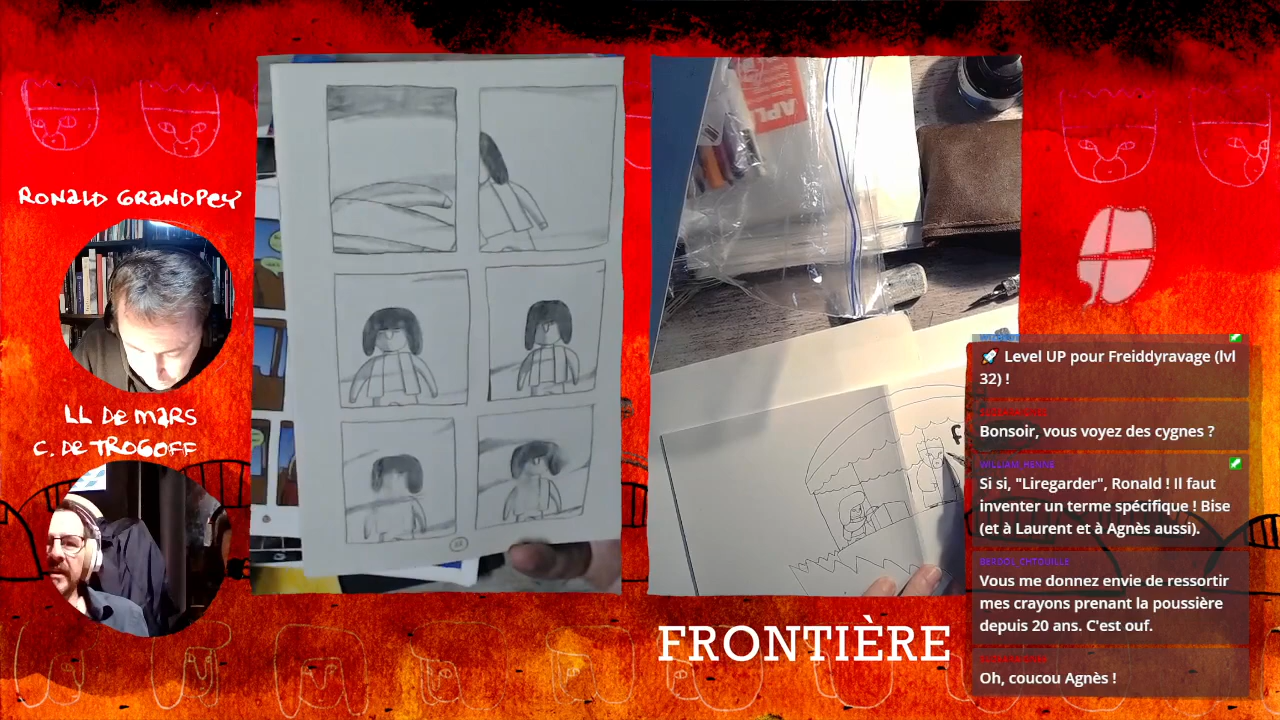 RONALD GRANDPEY
LL DE MARS
C. DE TROGOFF
APLI
FRONTIÈRE
🚀 Level UP pour Freiddyravage (lvl
32) !
Bonsoir, vous voyez des cygnes ?
WILLIAM_HENNE
Si si, "Liregarder", Ronald ! Il faut
inventer un terme spécifique ! Bise
(et à Laurent et à Agnès aussi).
Vous me donnez envie de ressortir
mes crayons prenant la poussière
depuis 20 ans. C'est ouf.
Oh, coucou Agnès !